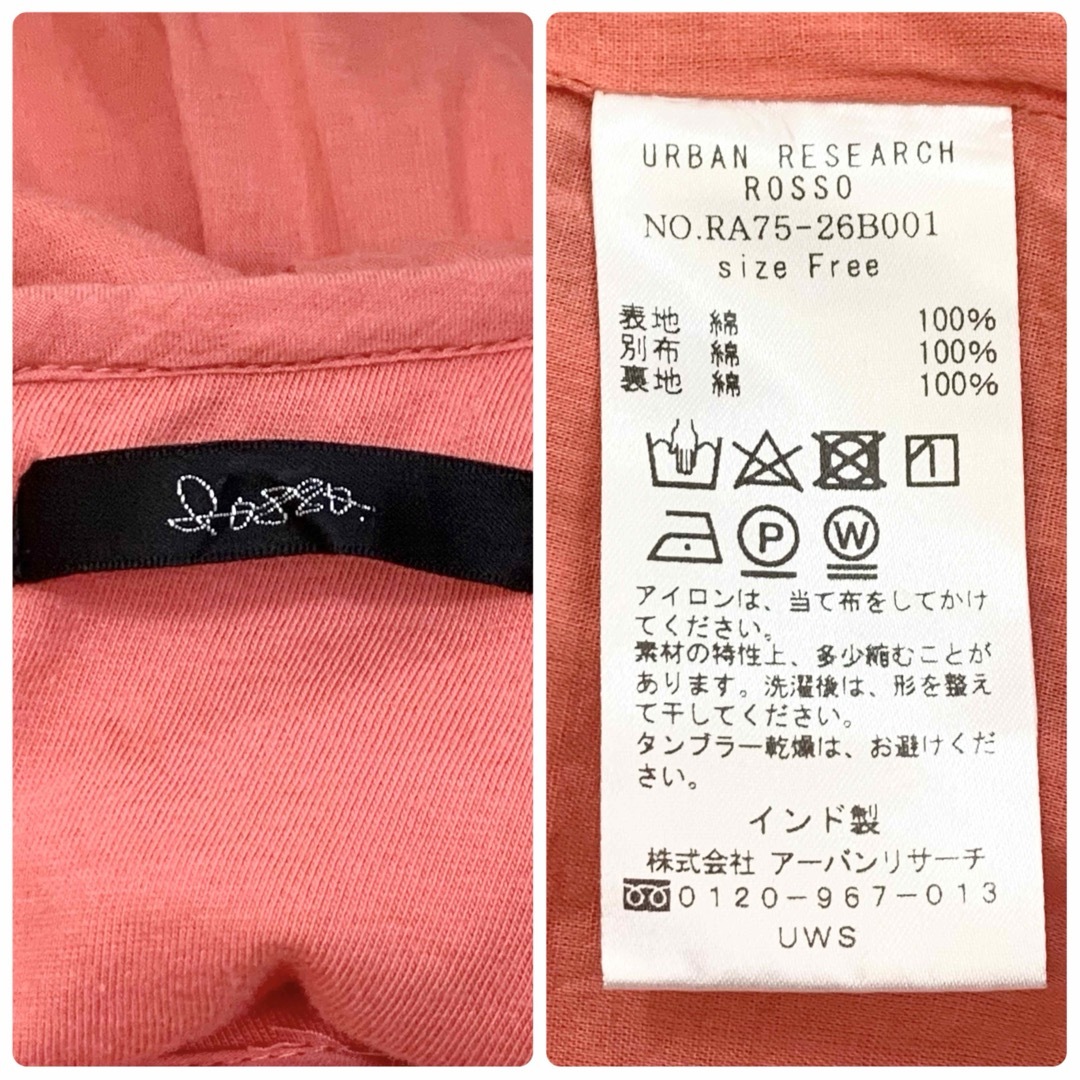 Rosso.
URBAN RESEARCH
ROSSO
NO.RA75-26B001
size Free
表地 綿 100%
別布 綿 100%
裏地 綿 100%
P W
アイロンは、当て布をしてかけ
てください。
素材の特性上、多少縮むことが
あります。洗濯後は、形を整え
て干してください。
タンブラー乾燥は、お避けくだ
さい。
インド製
株式会社 アーバンリサーチ
0120-967-013
UWS